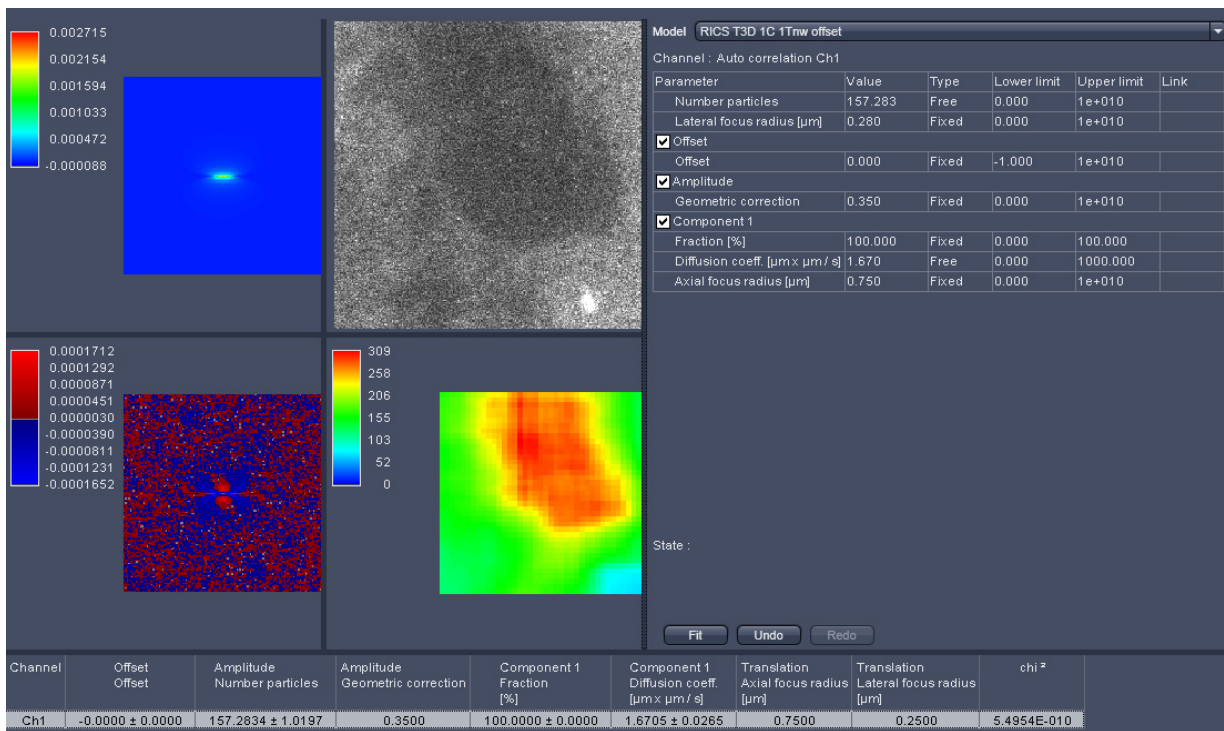 0.002715
0.002154
0.001594
0.001033
0.000472
-0.000088
0.0001712
0.0001292
0.0000871
0.0000451
0.0000030
-0.0000390
-0.0000811
-0.0001231
-0.0001652
309
258
206
155
103
52
0
Model RICS T3D 1C 1Tnw offset
Channel : Auto correlation Ch1
Parameter Value Type Lower limit Upper limit Link
Number particles 157.283 Free 0.000 1e+010
Lateral focus radius [µm] 0.280 Fixed 0.000 1e+010
Offset
Offset 0.000 Fixed -1.000 1e+010
Amplitude
Geometric correction 0.350 Fixed 0.000 1e+010
Component 1
Fraction [%] 100.000 Fixed 0.000 100.000
Diffusion coeff. [µm x µm / s] 1.670 Free 0.000 1000.000
Axial focus radius [µm] 0.750 Fixed 0.000 1e+010
State :
Fit Undo Redo
Channel Offset Amplitude Amplitude Component 1 Component 1 Translation Translation chi ²
Offset Number particles Geometric correction Fraction Diffusion coeff. Axial focus radius Lateral focus radius
[%] [µm x µm / s] [µm] [µm]
Ch1 -0.0000 ± 0.0000 157.2834 ± 1.0197 0.3500 100.0000 ± 0.0000 1.6705 ± 0.0265 0.7500 0.2500 5.4954E-010